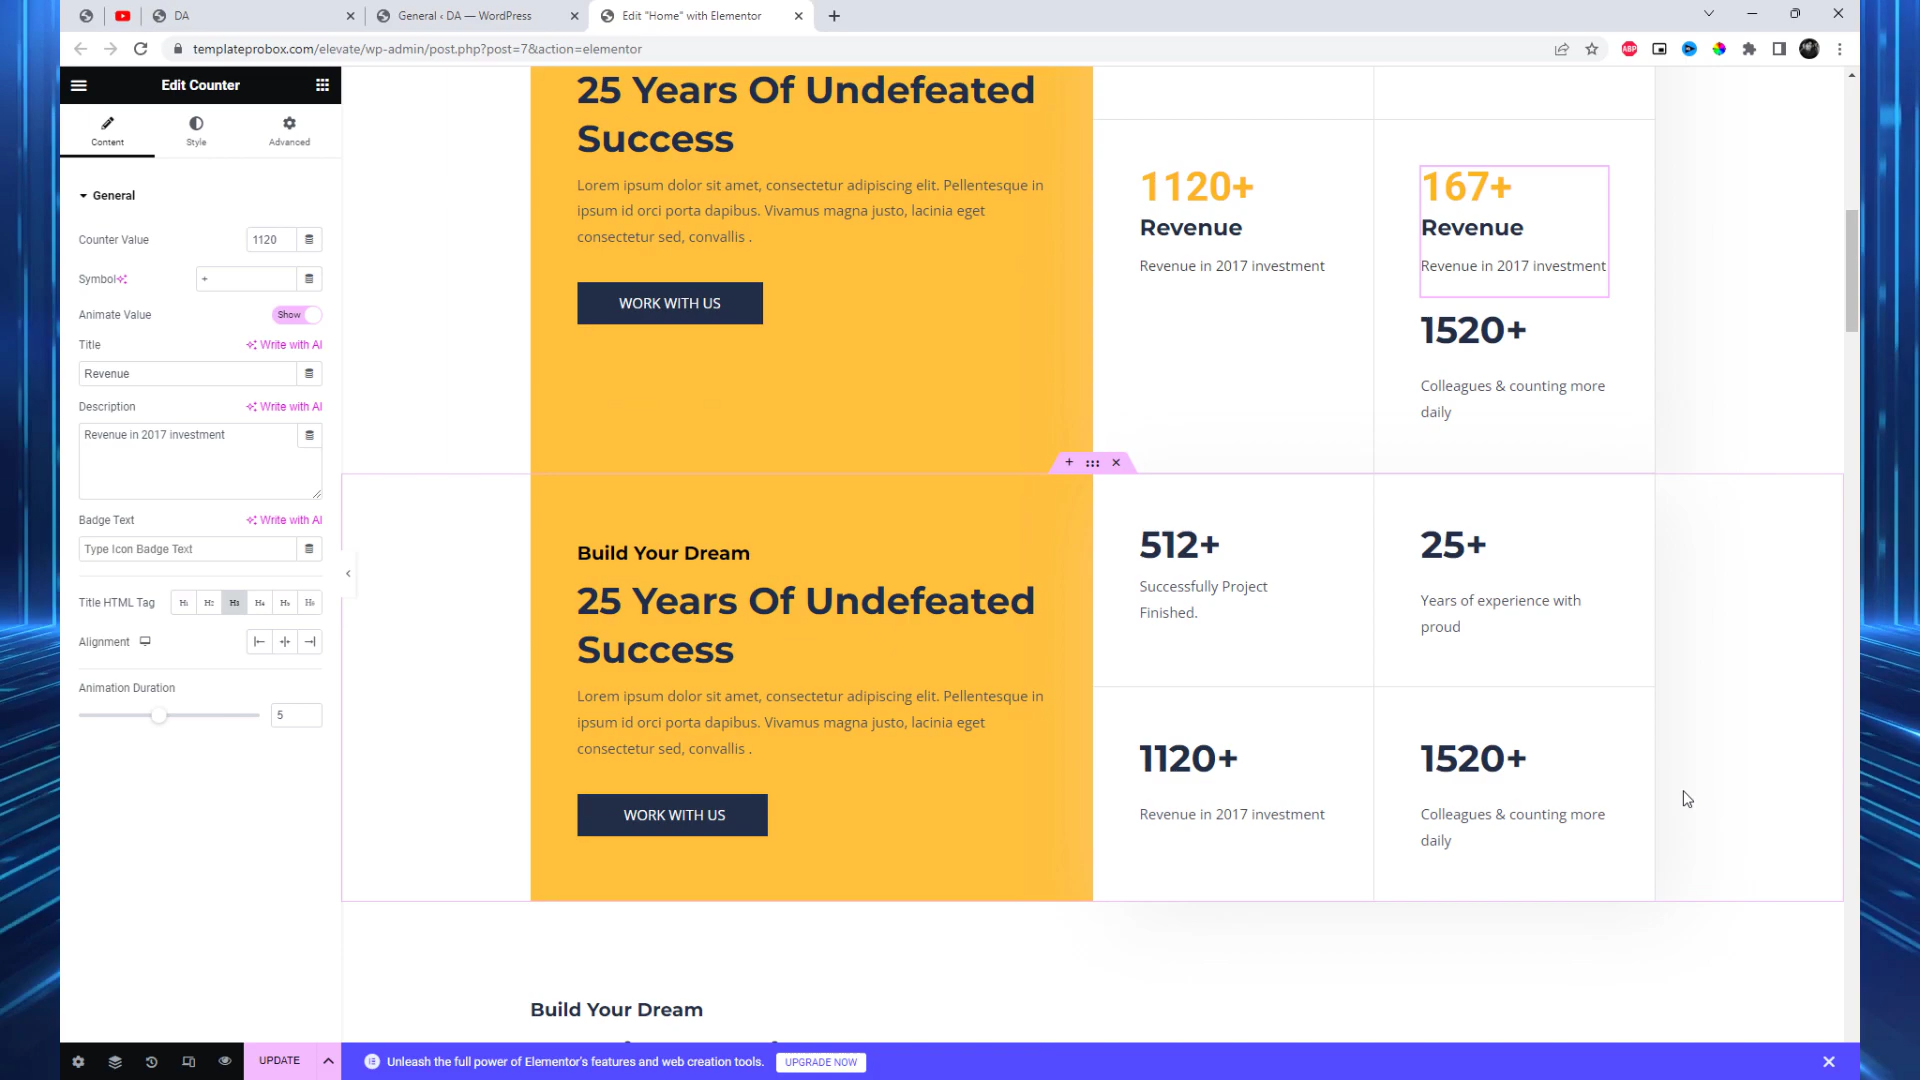 DA
General ‹ DA — WordPress
Edit "Home" with Elementor
templateprobox.com/elevate/wp-admin/post.php?post=7&action=elementor
ABP
Edit Counter
Content
Style
Advanced
General
Counter Value
1120
Symbol
+
Animate Value
Show
Title
Write with AI
Revenue
Description
Write with AI
Revenue in 2017 investment
Badge Text
Write with AI
Type Icon Badge Text
Title HTML Tag
H1
H2
H3
H4
H5
H6
Alignment
Animation Duration
5
UPDATE
25 Years Of Undefeated
Success
Lorem ipsum dolor sit amet, consectetur adipiscing elit. Pellentesque in
ipsum id orci porta dapibus. Vivamus magna justo, lacinia eget
consectetur sed, convallis .
WORK WITH US
1120+
Revenue
Revenue in 2017 investment
167+
Revenue
Revenue in 2017 investment
1520+
Colleagues & counting more
daily
Build Your Dream
25 Years Of Undefeated
Success
Lorem ipsum dolor sit amet, consectetur adipiscing elit. Pellentesque in
ipsum id orci porta dapibus. Vivamus magna justo, lacinia eget
consectetur sed, convallis .
WORK WITH US
512+
Successfully Project
Finished.
25+
Years of experience with
proud
1120+
Revenue in 2017 investment
1520+
Colleagues & counting more
daily
Build Your Dream
Unleash the full power of Elementor's features and web creation tools.
UPGRADE NOW